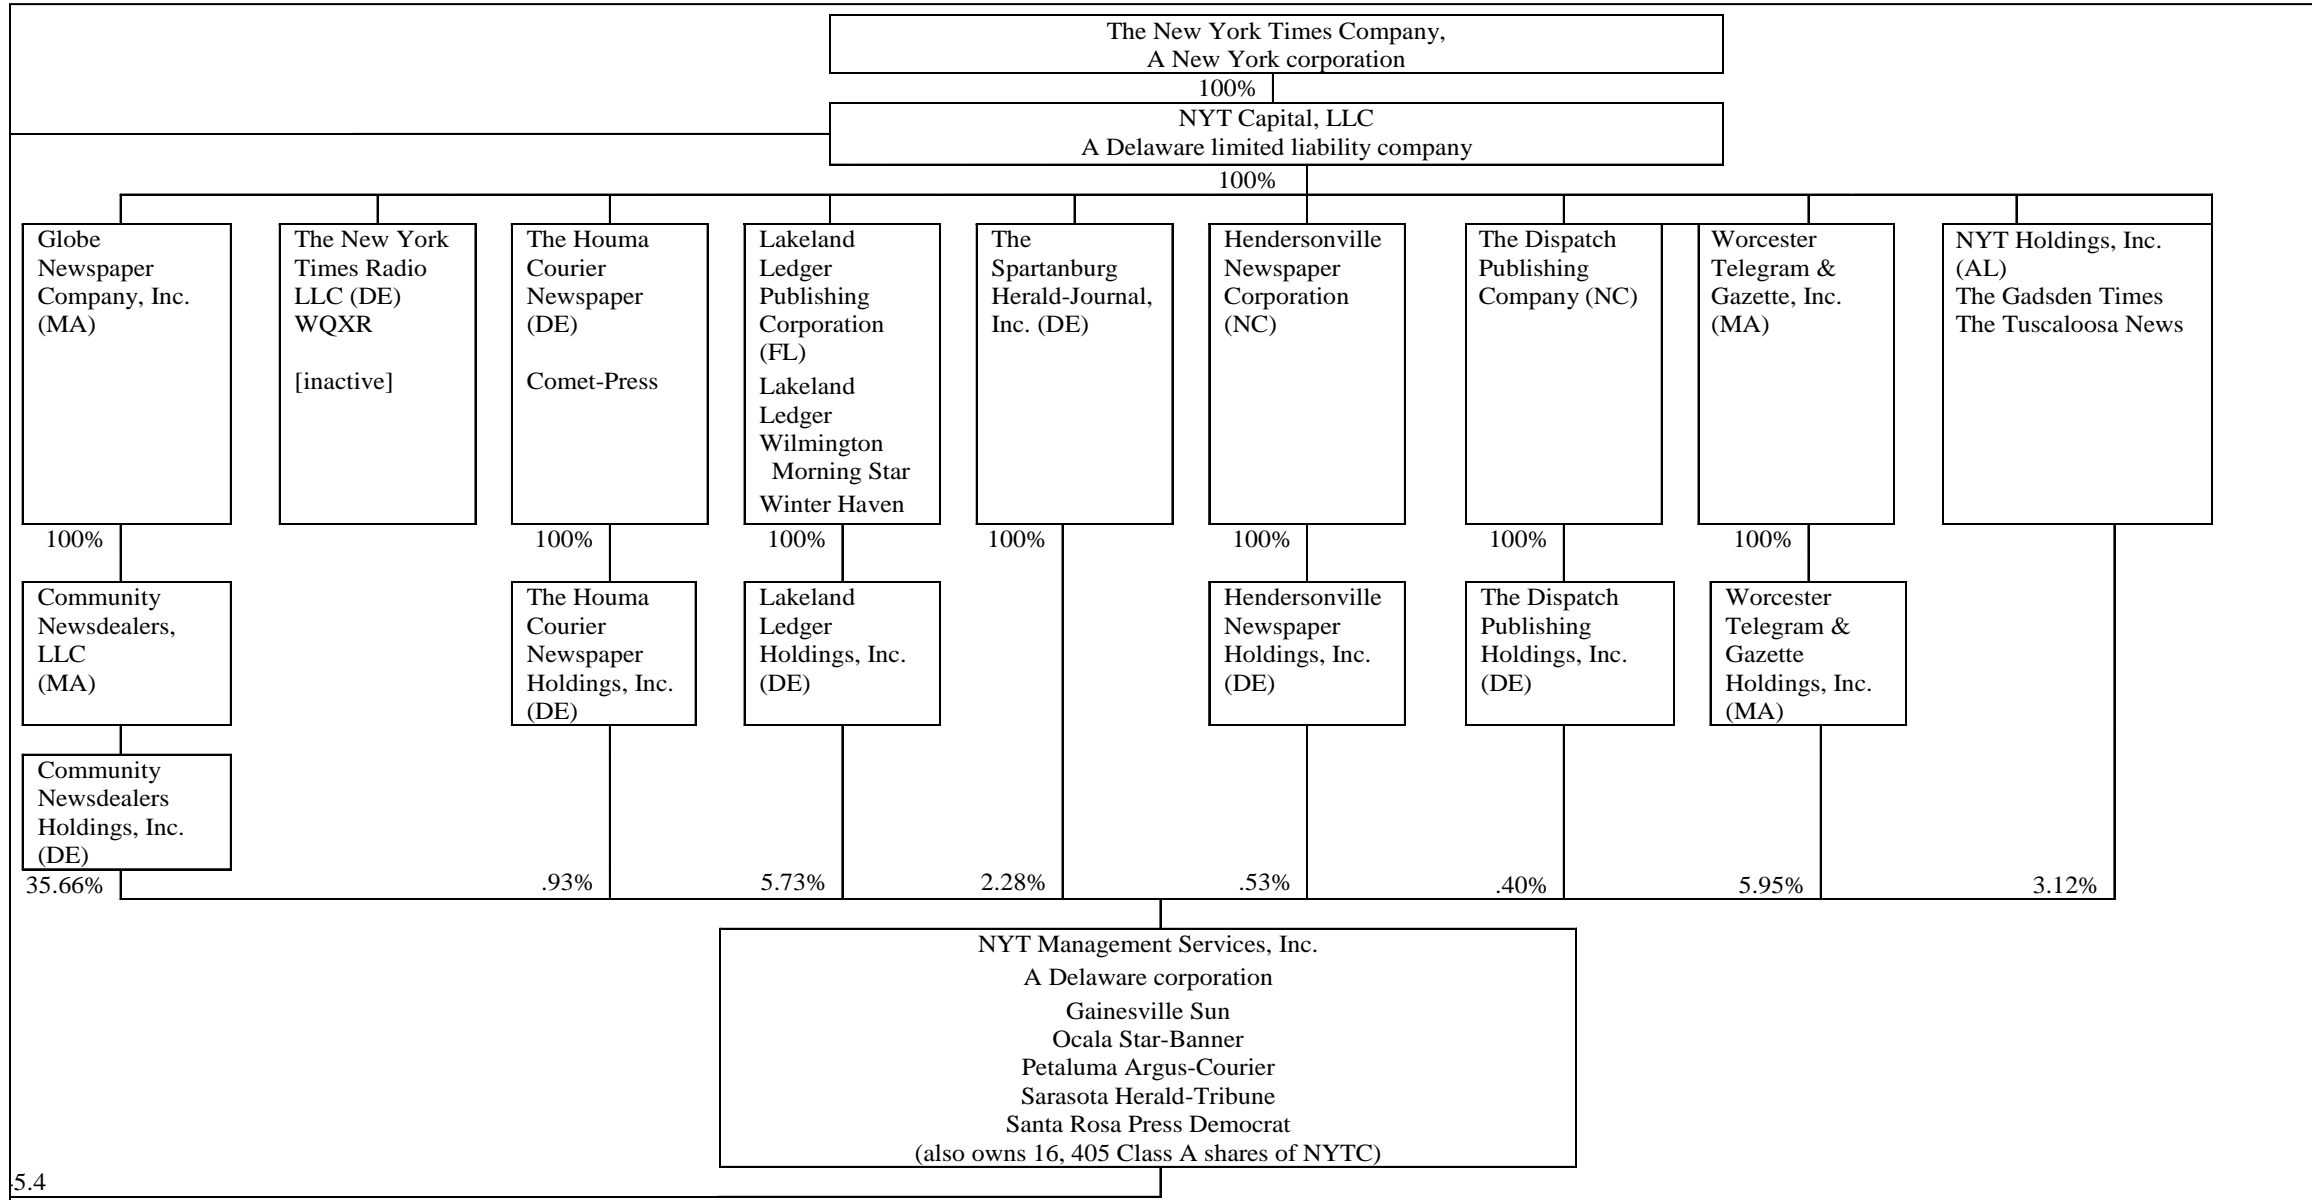 The New York Times Company,
A New York corporation
100%
NYT Capital, LLC
A Delaware limited liability company
100%
Globe
Newspaper
Company, Inc.
(MA)
The New York
Times Radio
LLC (DE)
WQXR
[inactive]
The Houma
Courier
Newspaper
(DE)
Comet-Press
Lakeland
Ledger
Publishing
Corporation
(FL)
Lakeland
Ledger
Wilmington
Morning Star
Winter Haven
The
Spartanburg
Herald-Journal,
Inc. (DE)
Hendersonville
Newspaper
Corporation
(NC)
The Dispatch
Publishing
Company (NC)
Worcester
Telegram &
Gazette, Inc.
(MA)
NYT Holdings, Inc.
(AL)
The Gadsden Times
The Tuscaloosa News
100%
100%
100%
100%
100%
100%
100%
Community
Newsdealers,
LLC
(MA)
The Houma
Courier
Newspaper
Holdings, Inc.
(DE)
Lakeland
Ledger
Holdings, Inc.
(DE)
Hendersonville
Newspaper
Holdings, Inc.
(DE)
The Dispatch
Publishing
Holdings, Inc.
(DE)
Worcester
Telegram &
Gazette
Holdings, Inc.
(MA)
Community
Newsdealers
Holdings, Inc.
(DE)
35.66%
.93%
5.73%
2.28%
.53%
.40%
5.95%
3.12%
NYT Management Services, Inc.
A Delaware corporation
Gainesville Sun
Ocala Star-Banner
Petaluma Argus-Courier
Sarasota Herald-Tribune
Santa Rosa Press Democrat
(also owns 16, 405 Class A shares of NYTC)
5.4